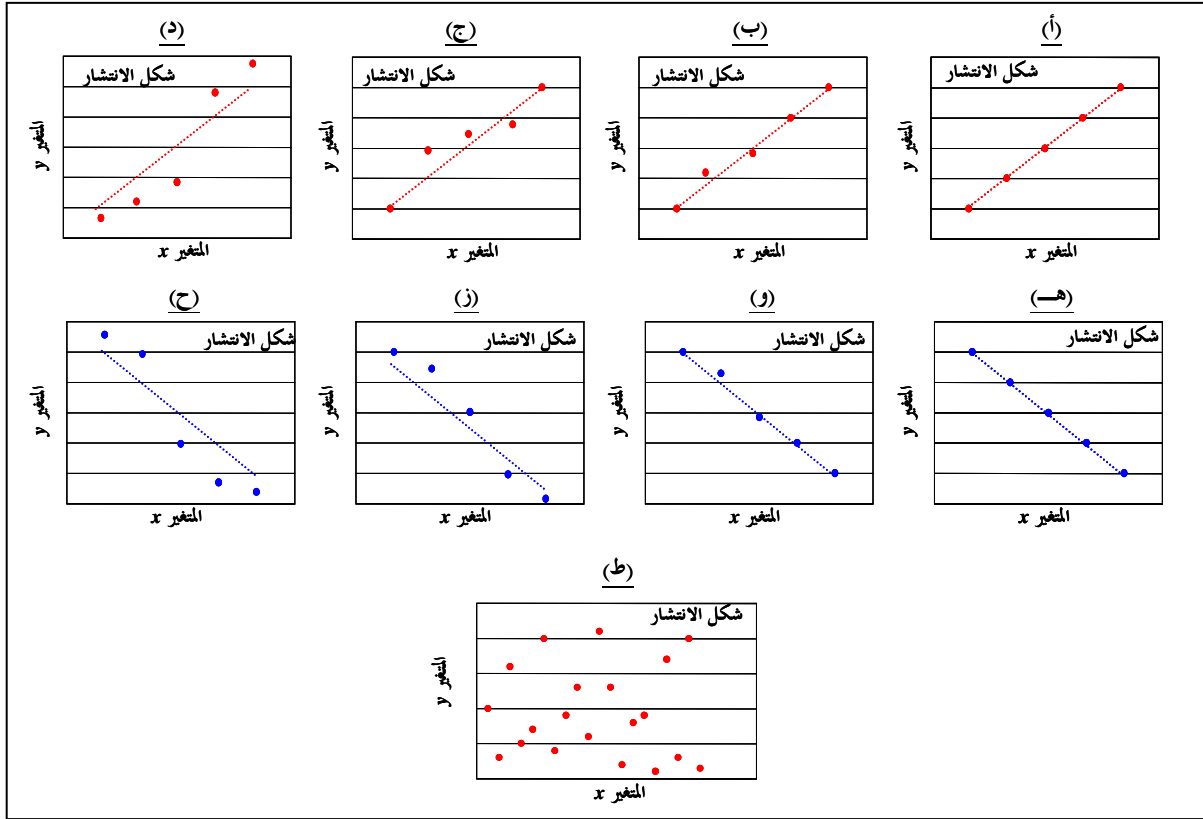 (أ)
شكل الانتشار
المتغير y
المتغير x
(ب)
شكل الانتشار
المتغير y
المتغير x
(ج)
شكل الانتشار
المتغير y
المتغير x
(د)
شكل الانتشار
المتغير y
المتغير x
(هـ)
شكل الانتشار
المتغير y
المتغير x
(و)
شكل الانتشار
المتغير y
المتغير x
(ز)
شكل الانتشار
المتغير y
المتغير x
(ح)
شكل الانتشار
المتغير y
المتغير x
(ط)
شكل الانتشار
المتغير y
المتغير x